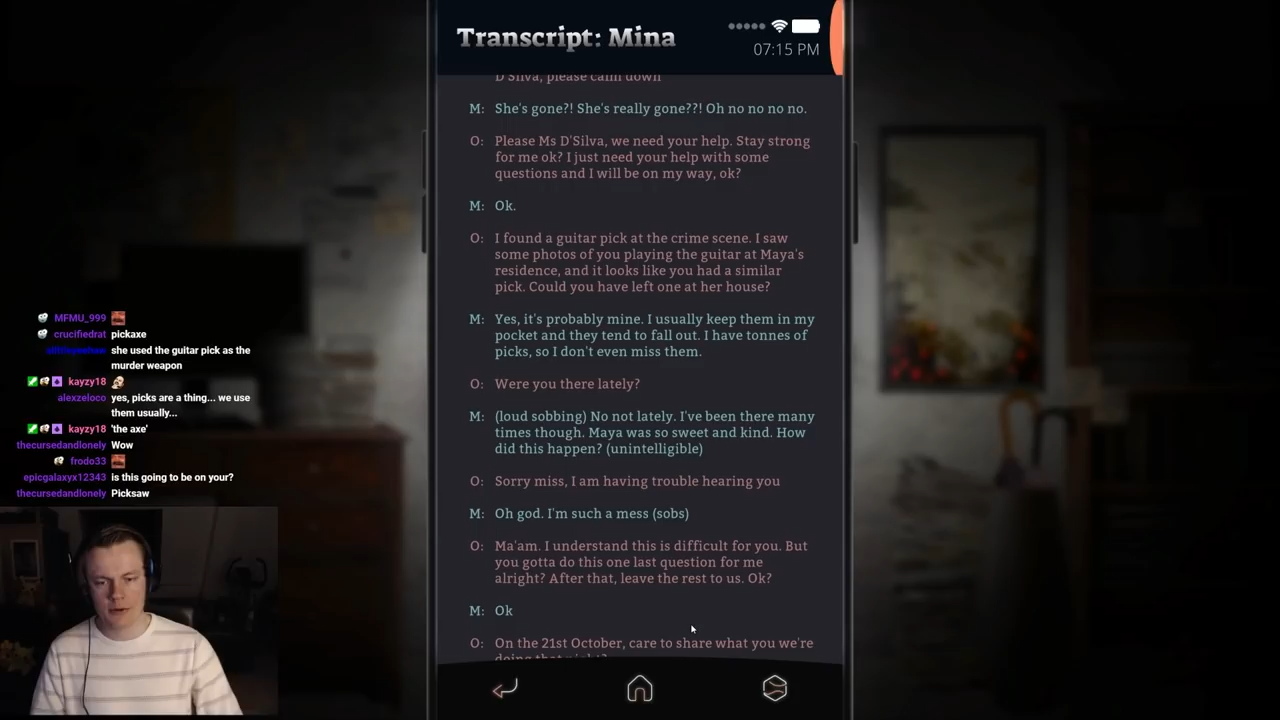 Transcript: Mina
07:15 PM
D'Silva, please calm down
M: She's gone?! She's really gone??! Oh no no no no.
O: Please Ms D'Silva, we need your help. Stay strong
for me ok? I just need your help with some
questions and I will be on my way, ok?
M: Ok.
O: I found a guitar pick at the crime scene. I saw
some photos of you playing the guitar at Maya's
residence, and it looks like you had a similar
pick. Could you have left one at her house?
M: Yes, it's probably mine. I usually keep them in my
pocket and they tend to fall out. I have tonnes of
picks, so I don't even miss them.
O: Were you there lately?
M: (loud sobbing) No not lately. I've been there many
times though. Maya was so sweet and kind. How
did this happen? (unintelligible)
O: Sorry miss, I am having trouble hearing you
M: Oh god. I'm such a mess (sobs)
O: Ma'am. I understand this is difficult for you. But
you gotta do this one last question for me
alright? After that, leave the rest to us. Ok?
M: Ok
O: On the 21st October, care to share what you we're
doing that night?
MFMU_999
crucifiedrat pickaxe
she used the guitar pick as the
murder weapon
kayzy18
alexzeloco yes, picks are a thing... we use
them usually...
kayzy18 'the axe'
thecursedandlonely Wow
frodo33
epicgalaxyx12343 is this going to be on your?
thecursedandlonely Picksaw